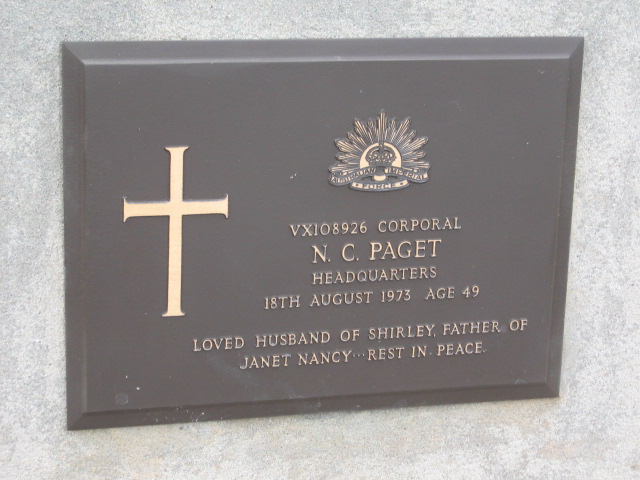 AUSTRALIAN IMPERIAL
FORCE
VX108926 CORPORAL
N. C. PAGET
HEADQUARTERS
18TH AUGUST 1973 AGE 49
LOVED HUSBAND OF SHIRLEY, FATHER OF
JANET NANCY···REST IN PEACE.